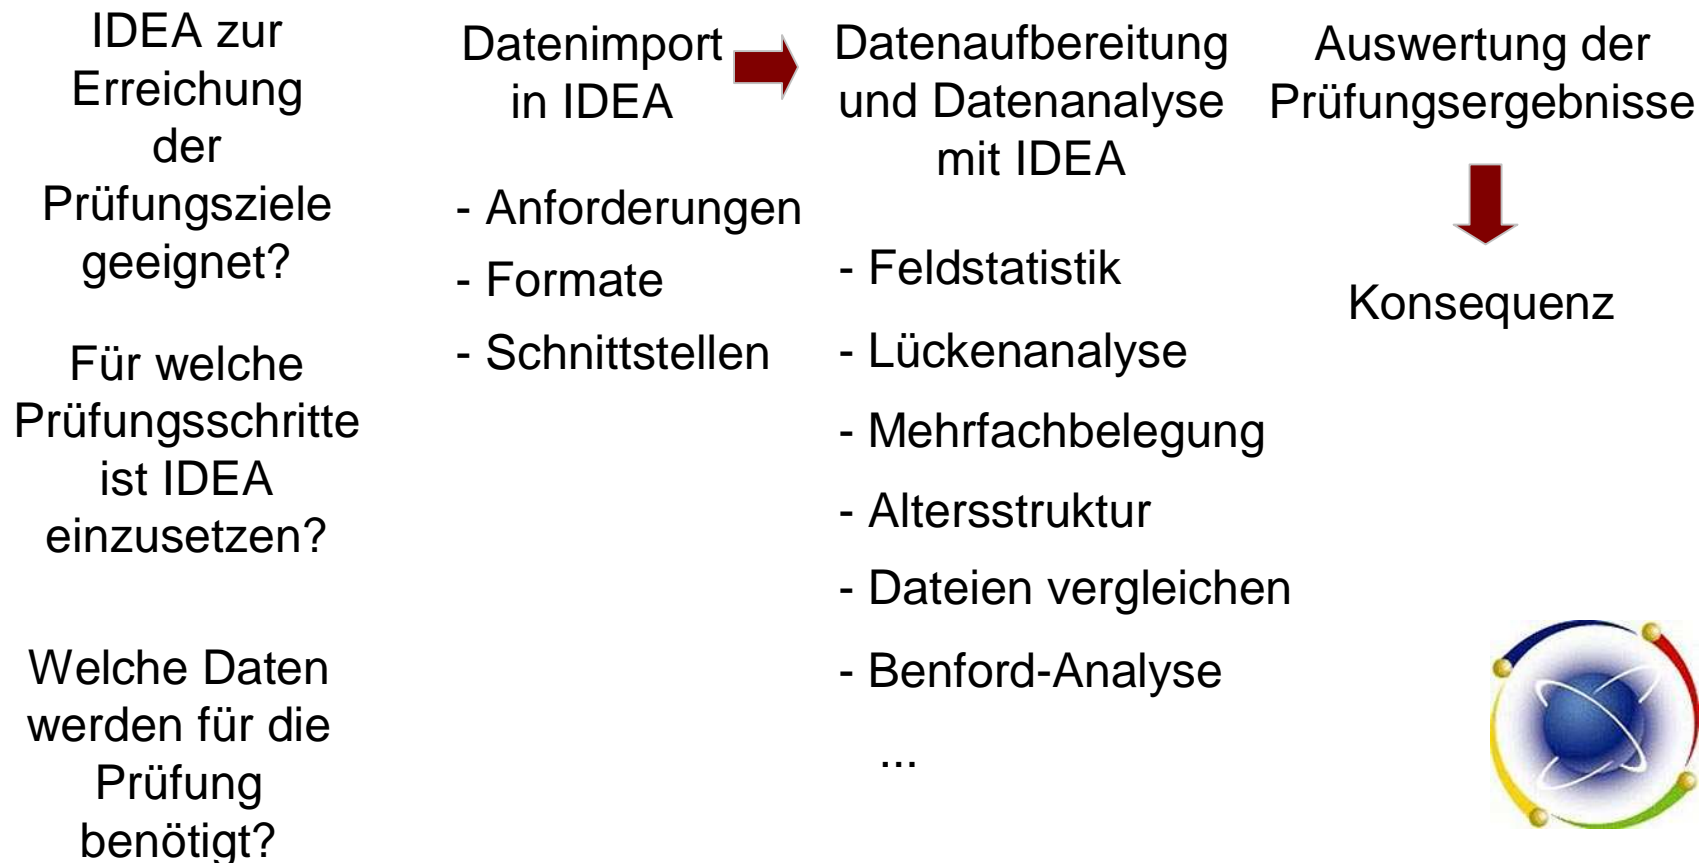 IDEA zur
Erreichung
der
Prüfungsziele
geeignet?
Für welche
Prüfungsschritte
ist IDEA
einzusetzen?
Welche Daten
werden für die
Prüfung
benötigt?
Datenimport
in IDEA
- Anforderungen
- Formate
- Schnittstellen
Datenaufbereitung
und Datenanalyse
mit IDEA
- Feldstatistik
- Lückenanalyse
- Mehrfachbelegung
- Altersstruktur
- Dateien vergleichen
- Benford-Analyse
...
Auswertung der
Prüfungsergebnisse
Konsequenz